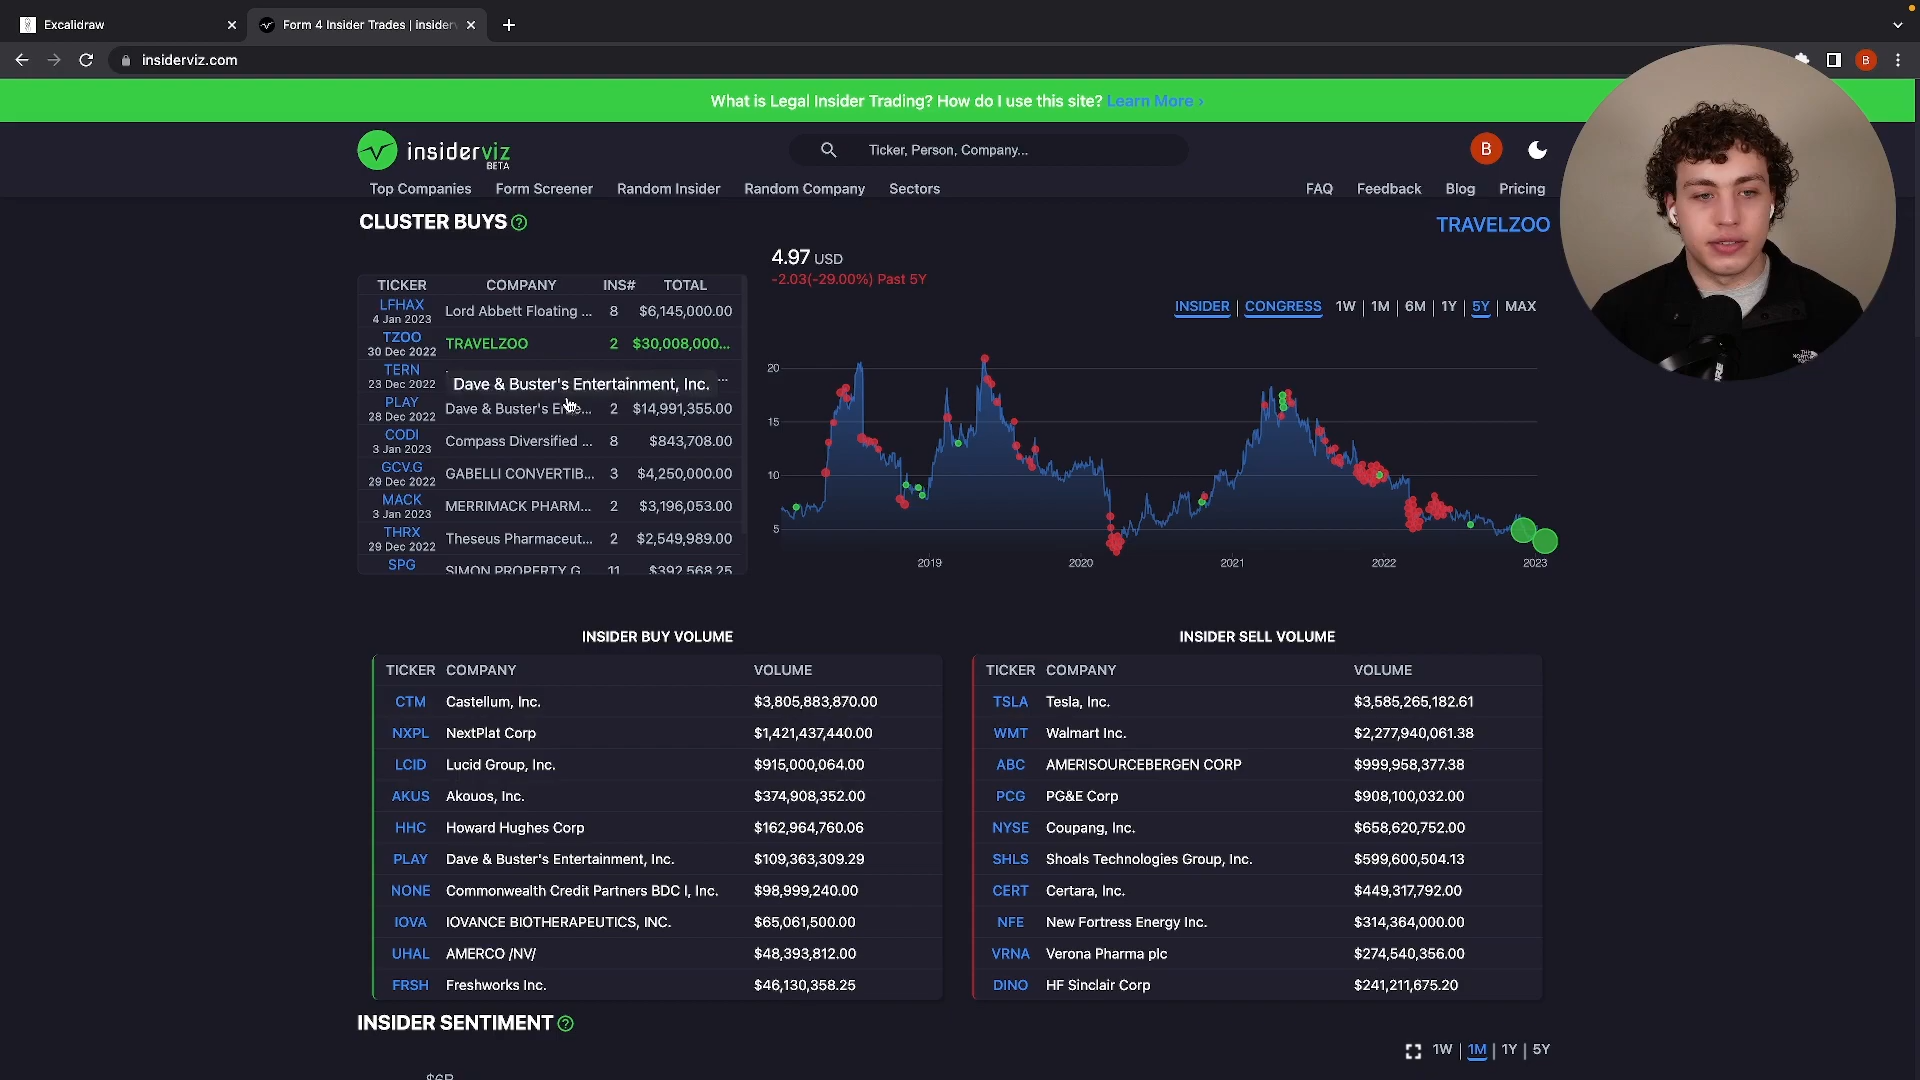 Excalidraw
Form 4 Insider Trades | insider
insiderviz.com
B
What is Legal Insider Trading? How do I use this site? Learn More ›
insiderviz
BETA
Ticker, Person, Company...
B
Top Companies Form Screener Random Insider Random Company Sectors
FAQ Feedback Blog Pricing
CLUSTER BUYS ?
TRAVELZOO
4.97 USD
-2.03(-29.00%) Past 5Y
INSIDER | CONGRESS 1W | 1M | 6M | 1Y | 5Y | MAX
TICKER COMPANY INS# TOTAL
LFHAX
4 Jan 2023 Lord Abbett Floating ... 8 $6,145,000.00
TZOO
30 Dec 2022 TRAVELZOO 2 $30,008,000...
TERN
23 Dec 2022
Dave & Buster's Entertainment, Inc.
PLAY
28 Dec 2022 Dave & Buster's ... 2 $14,991,355.00
CODI
3 Jan 2023 Compass Diversified ... 8 $843,708.00
GCV.G
29 Dec 2022 GABELLI CONVERTIB... 3 $4,250,000.00
MACK
3 Jan 2023 MERRIMACK PHARM... 2 $3,196,053.00
THRX
29 Dec 2022 Theseus Pharmaceut... 2 $2,549,989.00
SPG SIMON PROPERTY G 11 $392,568.25
20
15
10
5
2019 2020 2021 2022 2023
INSIDER BUY VOLUME
TICKER COMPANY VOLUME
CTM Castellum, Inc. $3,805,883,870.00
NXPL NextPlat Corp $1,421,437,440.00
LCID Lucid Group, Inc. $915,000,064.00
AKUS Akouos, Inc. $374,908,352.00
HHC Howard Hughes Corp $162,964,760.06
PLAY Dave & Buster's Entertainment, Inc. $109,363,309.29
NONE Commonwealth Credit Partners BDC I, Inc. $98,999,240.00
IOVA IOVANCE BIOTHERAPEUTICS, INC. $65,061,500.00
UHAL AMERCO /NV/ $48,393,812.00
FRSH Freshworks Inc. $46,130,358.25
INSIDER SELL VOLUME
TICKER COMPANY VOLUME
TSLA Tesla, Inc. $3,585,265,182.61
WMT Walmart Inc. $2,277,940,061.38
ABC AMERISOURCEBERGEN CORP $999,958,377.38
PCG PG&E Corp $908,100,032.00
NYSE Coupang, Inc. $658,620,752.00
SHLS Shoals Technologies Group, Inc. $599,600,504.13
CERT Certara, Inc. $449,317,792.00
NFE New Fortress Energy Inc. $314,364,000.00
VRNA Verona Pharma plc $274,540,356.00
DINO HF Sinclair Corp $241,211,675.20
INSIDER SENTIMENT ?
1W | 1M | 1Y | 5Y